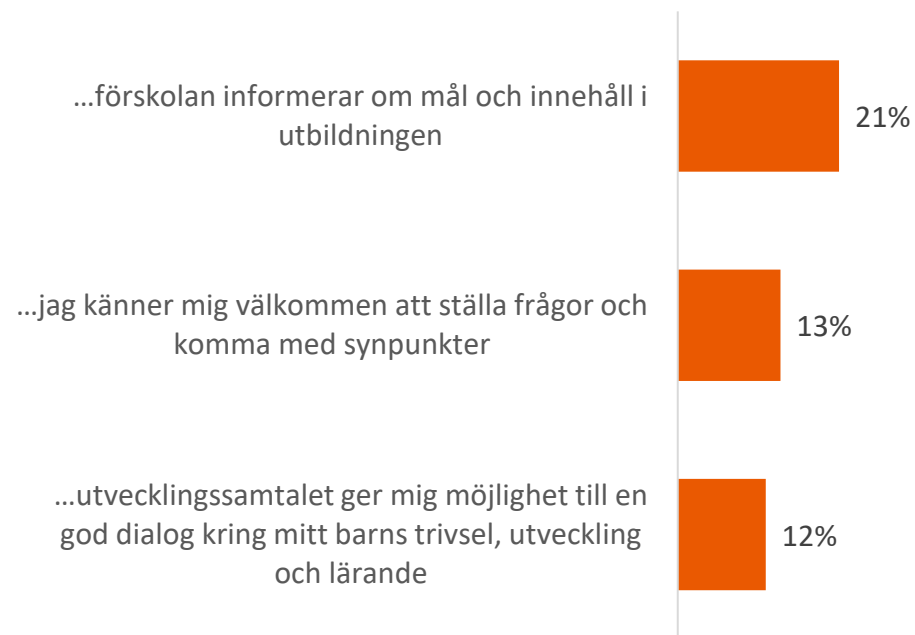 ...förskolan informerar om mål och innehåll i
utbildningen
21%
...jag känner mig välkommen att ställa frågor och
komma med synpunkter
13%
...utvecklingssamtalet ger mig möjlighet till en
god dialog kring mitt barns trivsel, utveckling
och lärande
12%